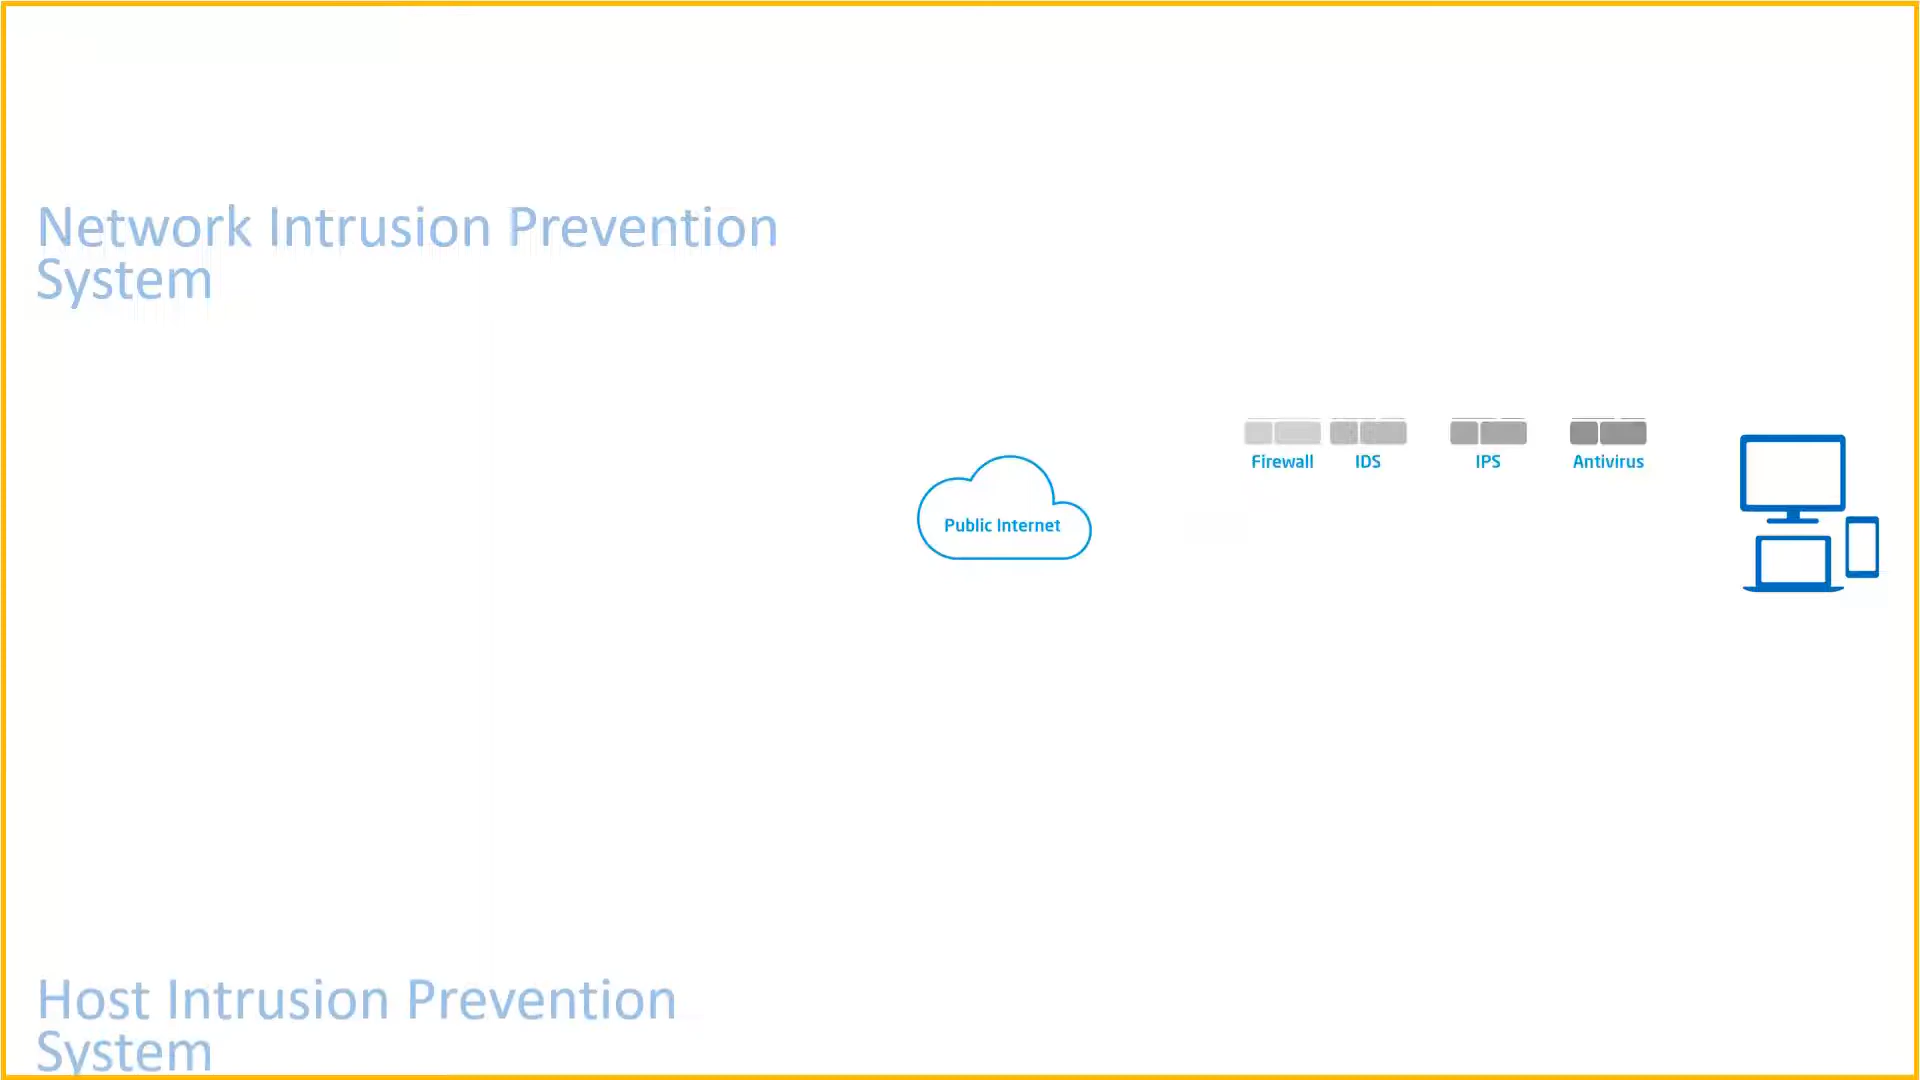 Network Intrusion Prevention
System
Firewall IDS IPS Antivirus
Public Internet
Host Intrusion Prevention
System